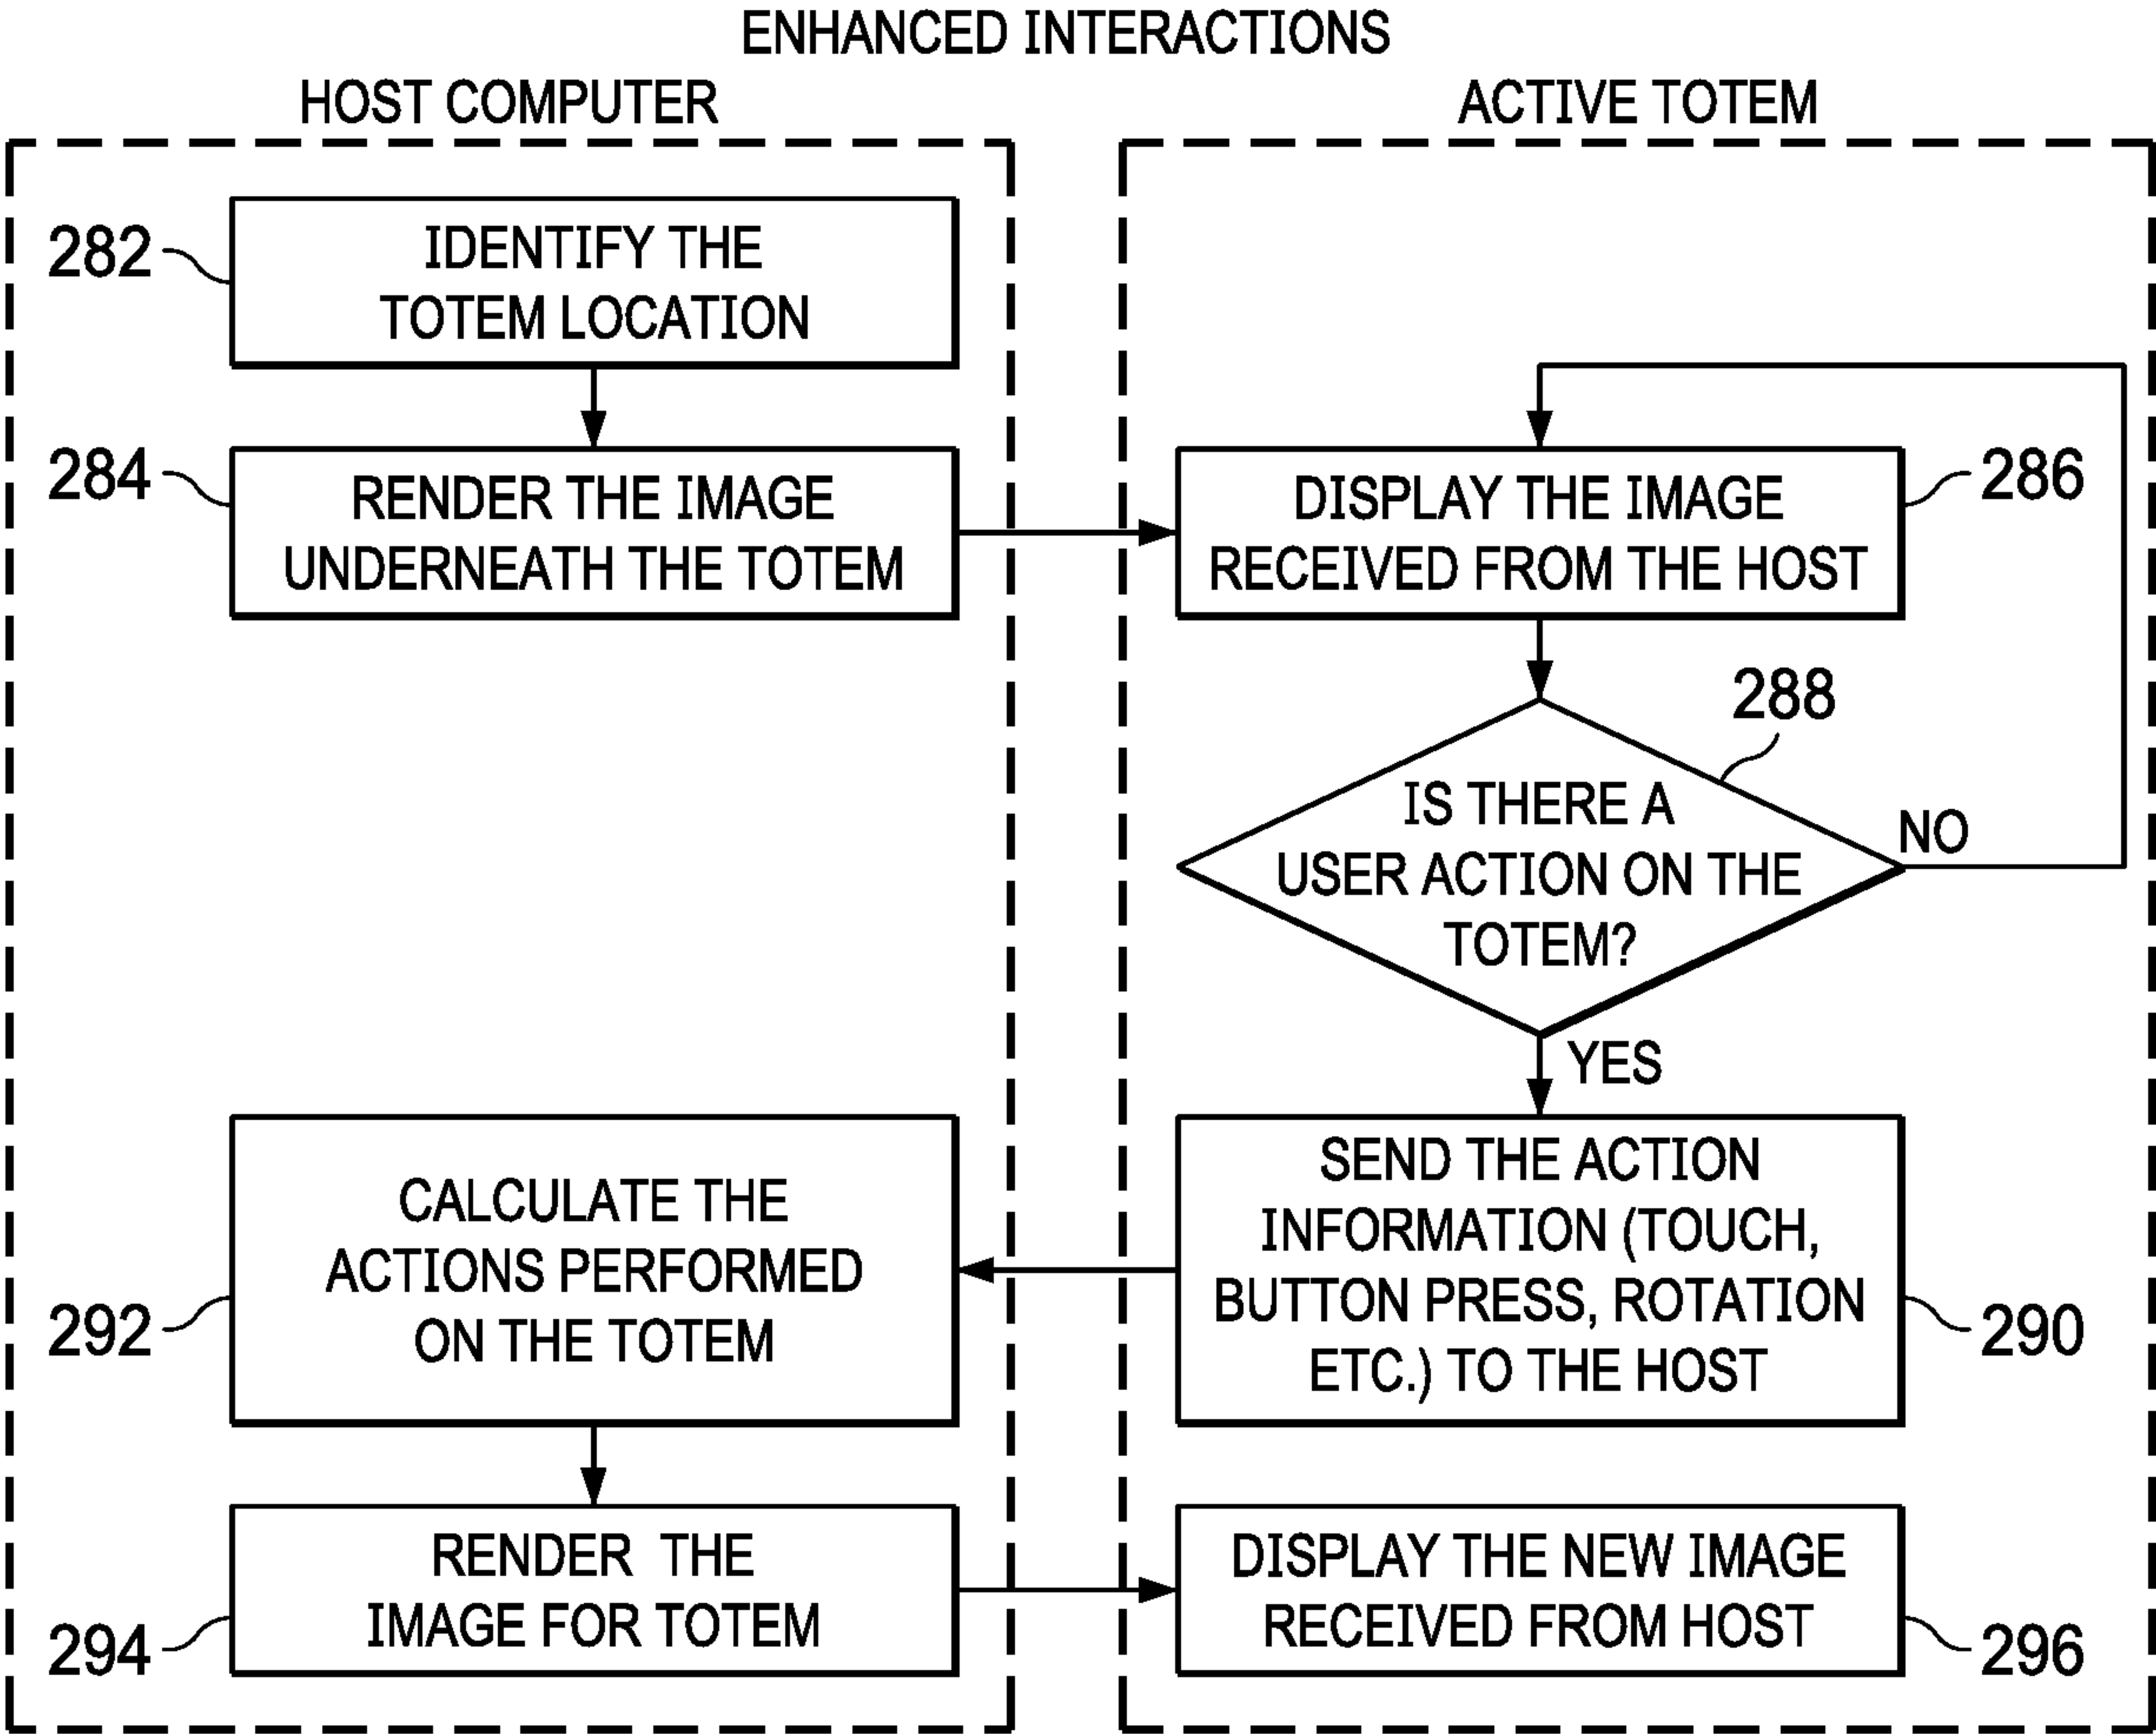 ENHANCED INTERACTIONS
HOST COMPUTER
ACTIVE TOTEM
282
IDENTIFY THE
TOTEM LOCATION
284
RENDER THE IMAGE
UNDERNEATH THE TOTEM
DISPLAY THE IMAGE
RECEIVED FROM THE HOST
286
288
IS THERE A
USER ACTION ON THE
TOTEM?
NO
YES
SEND THE ACTION
INFORMATION (TOUCH,
BUTTON PRESS, ROTATION
ETC.) TO THE HOST
290
292
CALCULATE THE
ACTIONS PERFORMED
ON THE TOTEM
294
RENDER THE
IMAGE FOR TOTEM
DISPLAY THE NEW IMAGE
RECEIVED FROM HOST
296